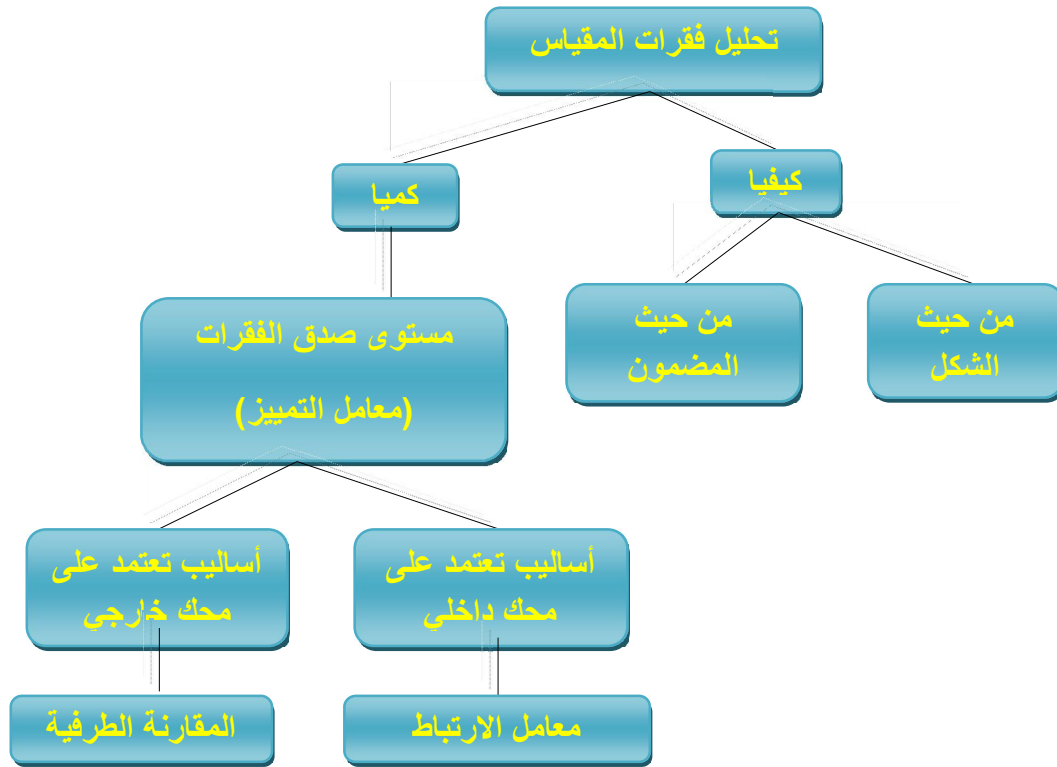 تحليل فقرات المقياس
كيفيا
كميا
من حيث
الشكل
من حيث
المضمون
مستوى صدق الفقرات
(معامل التمييز)
أساليب تعتمد على
محك داخلي
أساليب تعتمد على
محك خارجي
معامل الارتباط
المقارنة الطرفية